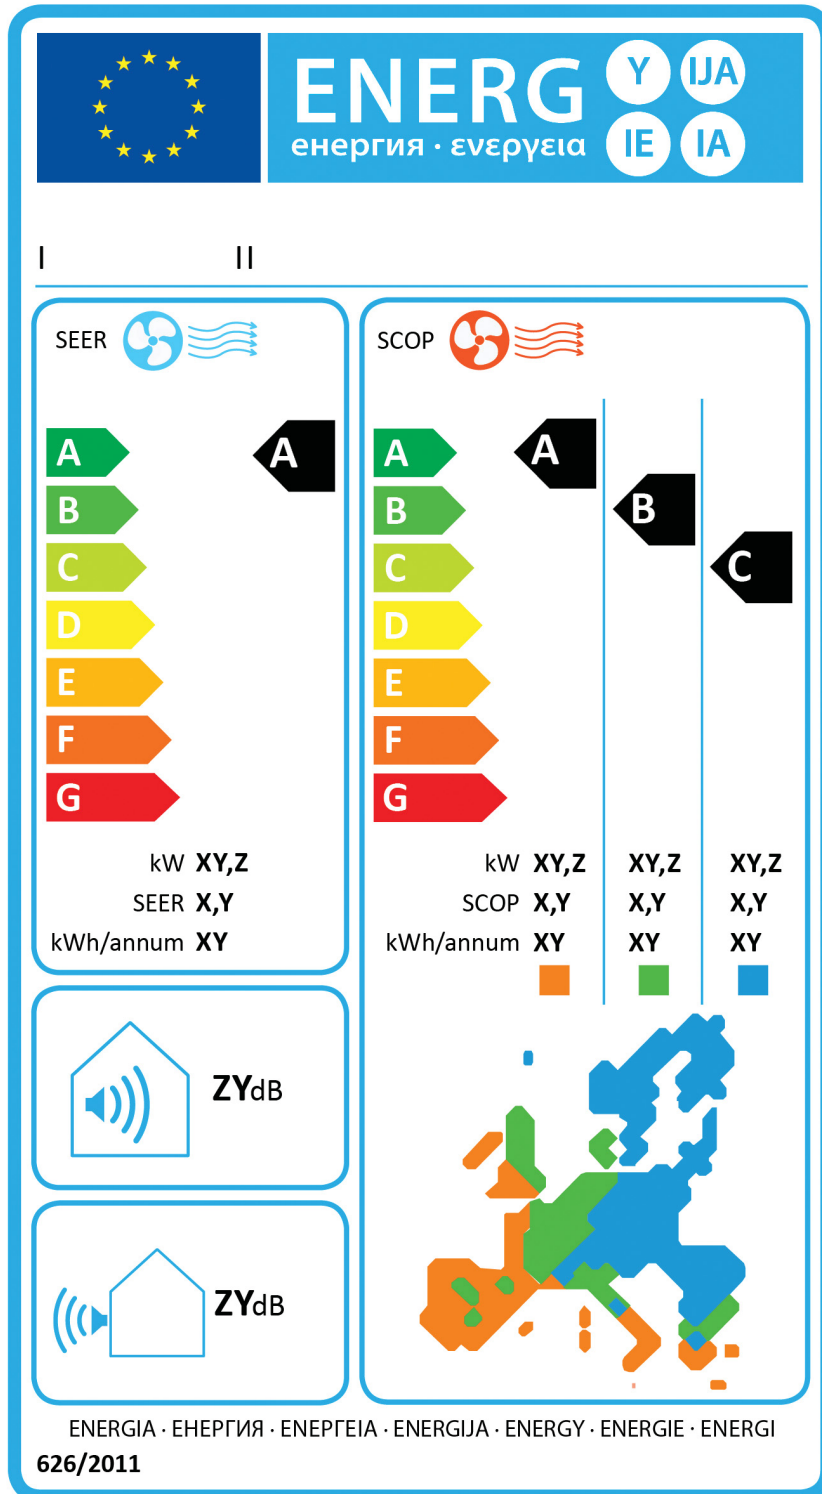 ENERG
енергия · ενεργεια
Y IJA
IE IA
I II
SEER
A A
B
C
D
E
F
G
kW XY,Z
SEER X,Y
kWh/annum XY
SCOP
A A
B B
C C
D
E
F
G
kW XY,Z XY,Z XY,Z
SCOP X,Y X,Y X,Y
kWh/annum XY XY XY
ZYdB
ZYdB
ENERGIA · ЕНЕРГИЯ · ΕΝΕΡΓΕΙΑ · ENERGIJA · ENERGY · ENERGIE · ENERGI
626/2011